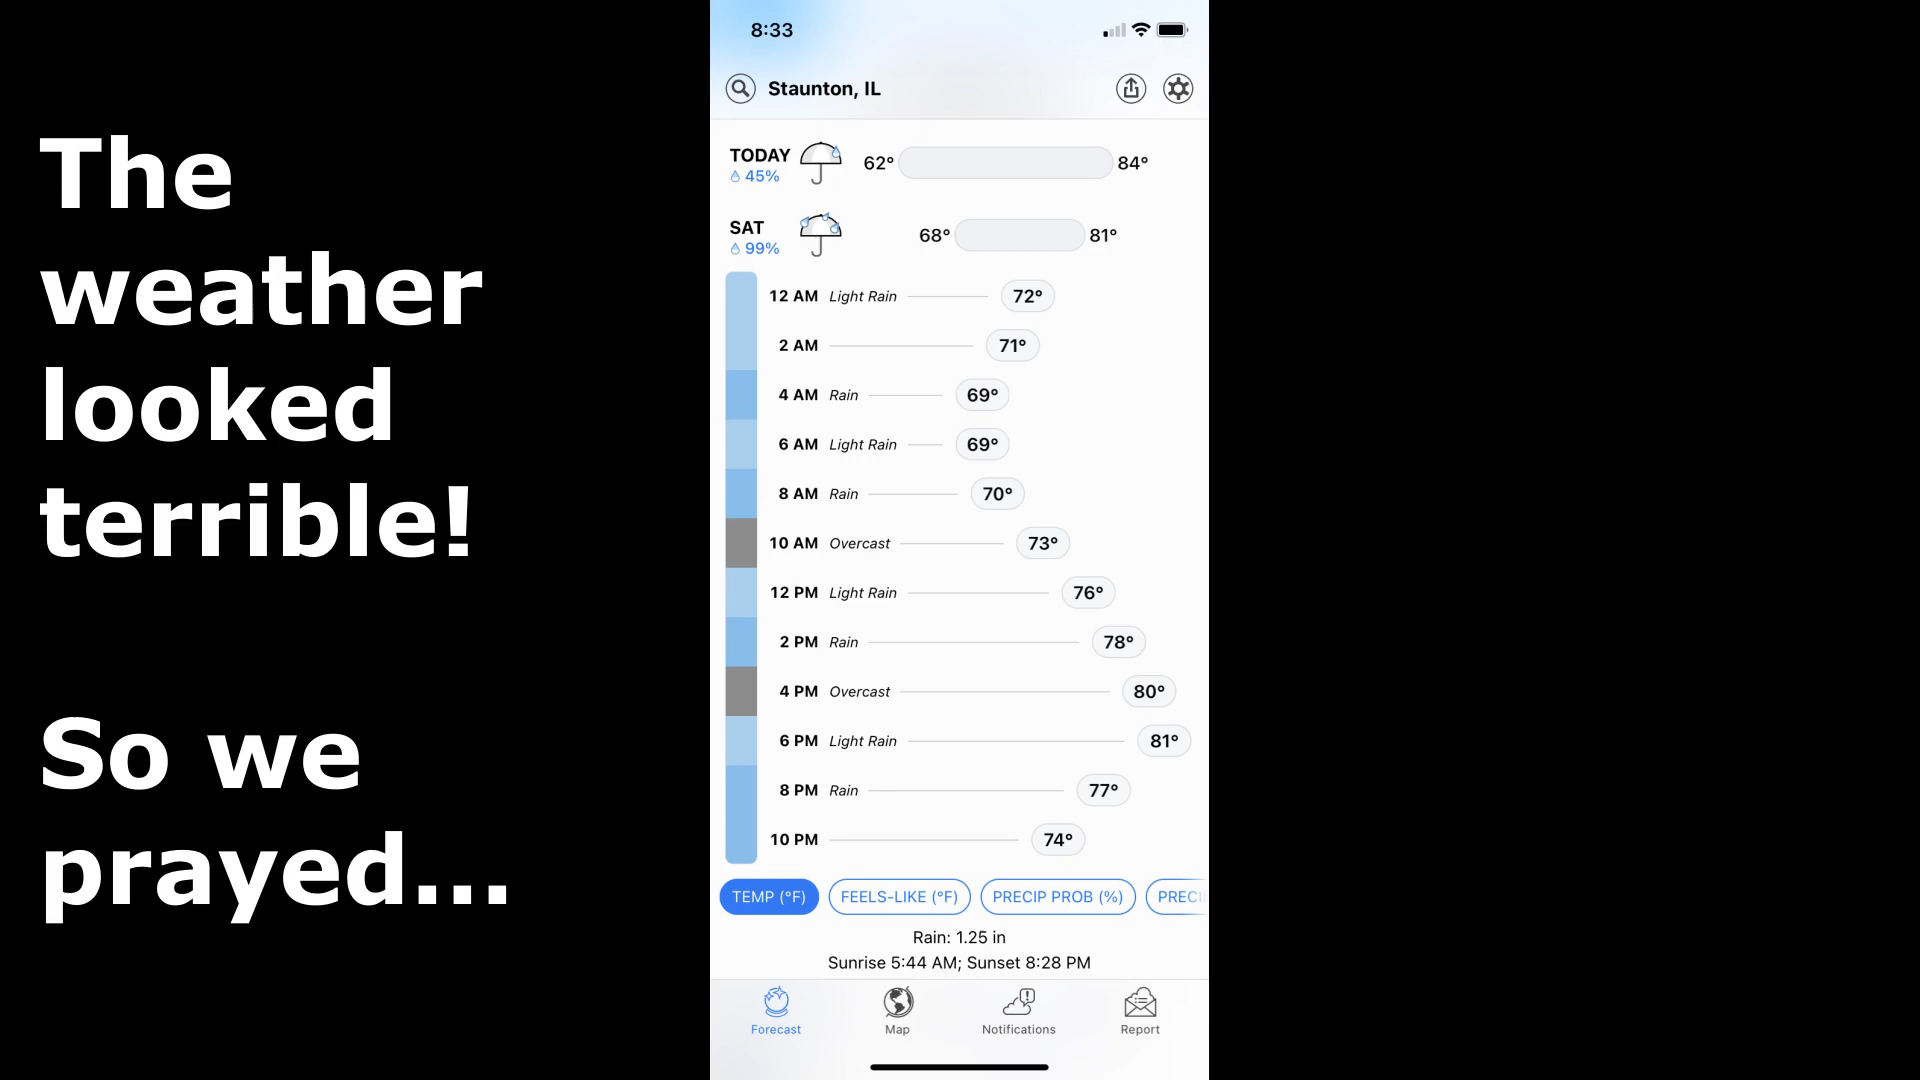 The
weather
looked
terrible!
So we
prayed...
8:33
Staunton, IL
TODAY
45%
62° 84°
SAT
99%
68° 81°
12 AM Light Rain 72°
2 AM 71°
4 AM Rain 69°
6 AM Light Rain 69°
8 AM Rain 70°
10 AM Overcast 73°
12 PM Light Rain 76°
2 PM Rain 78°
4 PM Overcast 80°
6 PM Light Rain 81°
8 PM Rain 77°
10 PM 74°
TEMP (°F) FEELS-LIKE (°F) PRECIP PROB (%) PRECI
Rain: 1.25 in
Sunrise 5:44 AM; Sunset 8:28 PM
Forecast Map Notifications Report